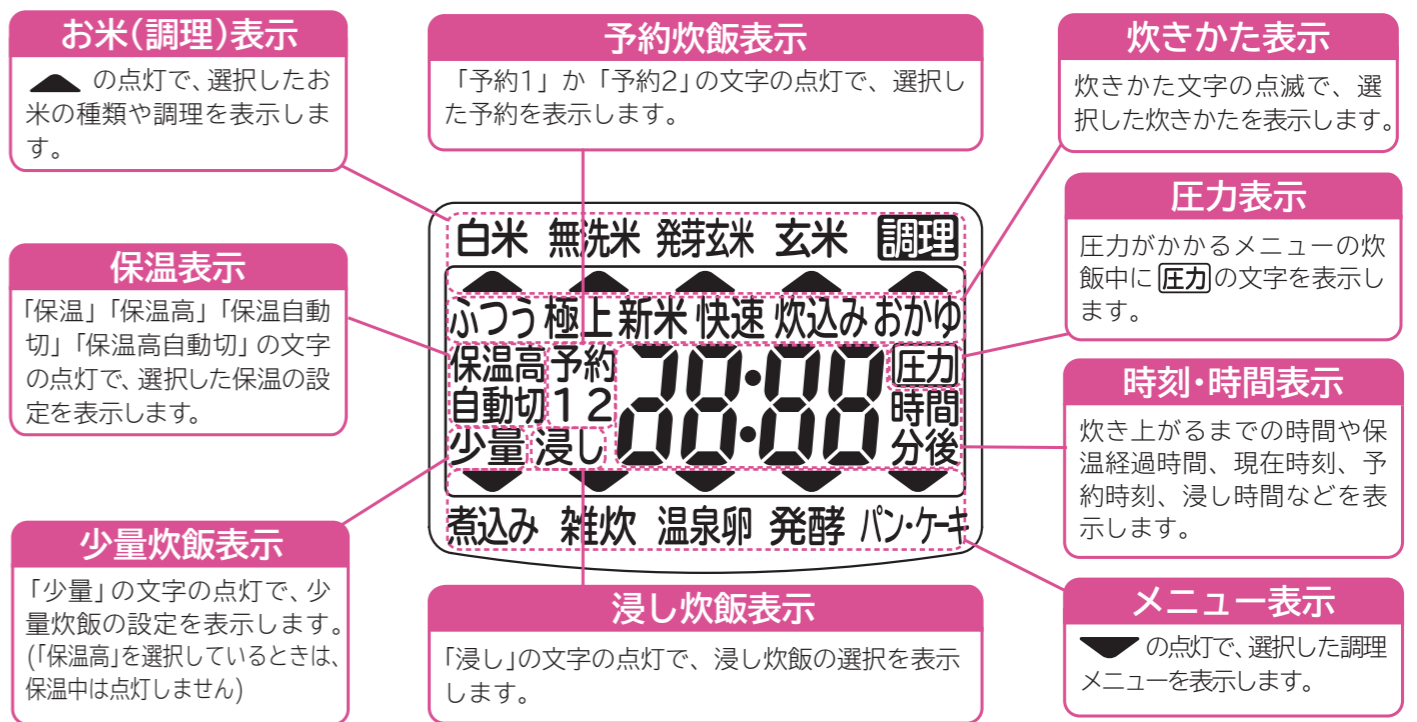 お米(調理)表示
▲ の点灯で、選択したお
米の種類や調理を表示しま
す。
予約炊飯表示
「予約1」か「予約2」の文字の点灯で、選択し
た予約を表示します。
炊きかた表示
炊きかた文字の点滅で、選
択した炊きかたを表示します。
保温表示
「保温」「保温高」「保温自動
切」「保温高自動切」の文字
の点灯で、選択した保温の設
定を表示します。
圧力表示
圧力がかかるメニューの炊
飯中に圧力の文字を表示し
ます。
白米 無洗米 発芽玄米 玄米 調理
ふつう 極上 新米 快速 炊込み おかゆ
保温高 予約 28:88 圧力
自動切 1 2 時間
少量 浸し 分後
煮込み 雑炊 温泉卵 発酵 パン・ケーキ
時刻・時間表示
炊き上がるまでの時間や保
温経過時間、現在時刻、予
約時刻、浸し時間などを表
示します。
少量炊飯表示
「少量」の文字の点灯で、少
量炊飯の設定を表示します。
(「保温高」を選択しているときは、
保温中は点灯しません)
浸し炊飯表示
「浸し」の文字の点灯で、浸し炊飯の選択を表示
します。
メニュー表示
▼ の点灯で、選択した調理
メニューを表示します。